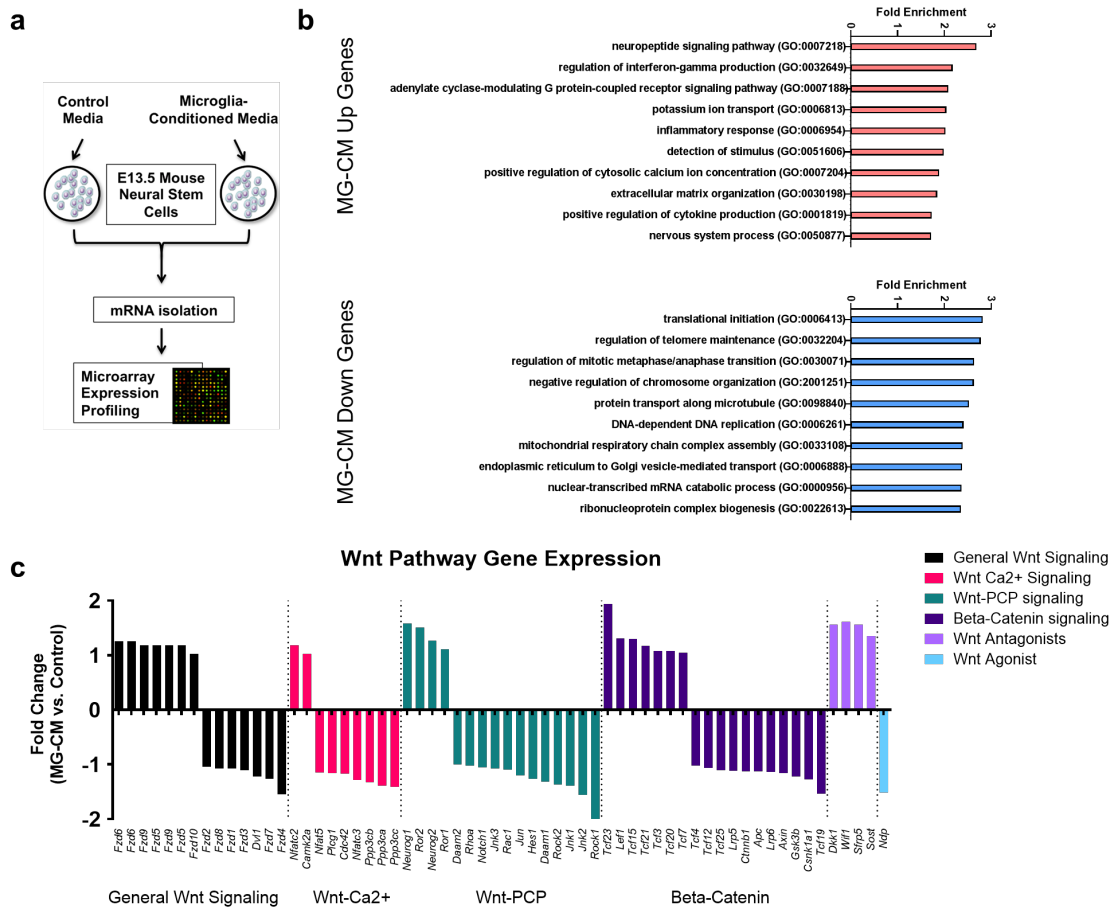 a
Control
Media
Microglia-
Conditioned Media
E13.5 Mouse
Neural Stem
Cells
mRNA isolation
Microarray
Expression
Profiling
b
MG-CM Up Genes
Fold Enrichment
0 1 2 3
neuropeptide signaling pathway (GO:0007218)
regulation of interferon-gamma production (GO:0032649)
adenylate cyclase-modulating G protein-coupled receptor signaling pathway (GO:0007188)
potassium ion transport (GO:0006813)
inflammatory response (GO:0006954)
detection of stimulus (GO:0051606)
positive regulation of cytosolic calcium ion concentration (GO:0007204)
extracellular matrix organization (GO:0030198)
positive regulation of cytokine production (GO:0001819)
nervous system process (GO:0050877)
MG-CM Down Genes
Fold Enrichment
0 1 2 3
translational initiation (GO:0006413)
regulation of telomere maintenance (GO:0032204)
regulation of mitotic metaphase/anaphase transition (GO:0030071)
negative regulation of chromosome organization (GO:2001251)
protein transport along microtubule (GO:0098840)
DNA-dependent DNA replication (GO:0006261)
mitochondrial respiratory chain complex assembly (GO:0033108)
endoplasmic reticulum to Golgi vesicle-mediated transport (GO:0006888)
nuclear-transcribed mRNA catabolic process (GO:0000956)
ribonucleoprotein complex biogenesis (GO:0022613)
c
Wnt Pathway Gene Expression
General Wnt Signaling
Wnt Ca2+ Signaling
Wnt-PCP signaling
Beta-Catenin signaling
Wnt Antagonists
Wnt Agonist
Fold Change
(MG-CM vs. Control)
2
1
0
-1
-2
Fzd6 Fzd6 Fzd9 Fzd5 Fzd9 Fzd5 Fzd10 Fzd2 Fzd8 Fzd1 Fzd3 Dvl1 Fzd7 Fzd4 Nfatc2 Camk2a Nfat5 Plcg1 Cdc42 Nfatc3 Ppp3cb Ppp3ca Ppp3cc Neurog1 Ror2 Neurog2 Ror1 Daam2 Rhoa Notch1 Jnk3 Rac1 Jun Hes1 Daam1 Rock2 Jnk1 Jnk2 Rock1 Tcf23 Lef1 Tcf15 Tcf21 Tcf3 Tcf20 Tcf7 Tcf4 Tcf12 Tcf25 Lrp5 Ctnnb1 Apc Lrp6 Axin Gsk3b Csnk1a1 Tcf19 Dkk1 Wif1 Sfrp5 Sost Ndp
General Wnt Signaling
Wnt-Ca2+
Wnt-PCP
Beta-Catenin